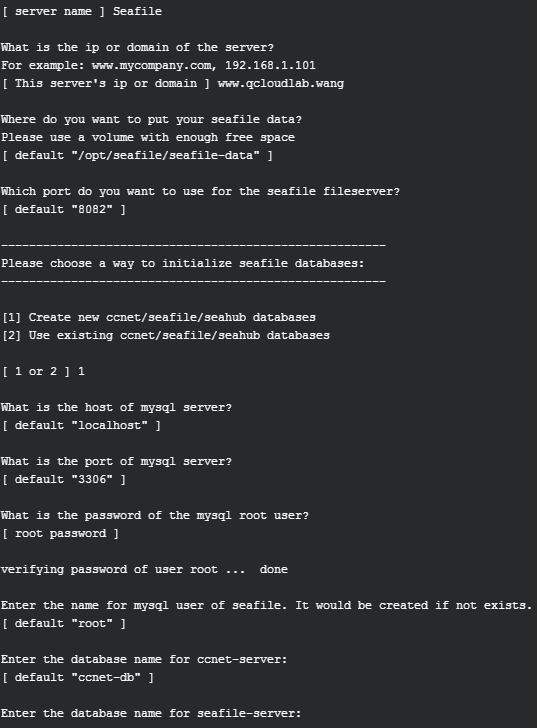 [ server name ] Seafile
What is the ip or domain of the server?
For example: www.mycompany.com, 192.168.1.101
[ This server's ip or domain ] www.qcloudlab.wang
Where do you want to put your seafile data?
Please use a volume with enough free space
[ default "/opt/seafile/seafile-data" ]
Which port do you want to use for the seafile fileserver?
[ default "8082" ]
-------------------------------------------------------
Please choose a way to initialize seafile databases:
-------------------------------------------------------
[1] Create new ccnet/seafile/seahub databases
[2] Use existing ccnet/seafile/seahub databases
[ 1 or 2 ] 1
What is the host of mysql server?
[ default "localhost" ]
What is the port of mysql server?
[ default "3306" ]
What is the password of the mysql root user?
[ root password ]
verifying password of user root ...  done
Enter the name for mysql user of seafile. It would be created if not exists.
[ default "root" ]
Enter the database name for ccnet-server:
[ default "ccnet-db" ]
Enter the database name for seafile-server: